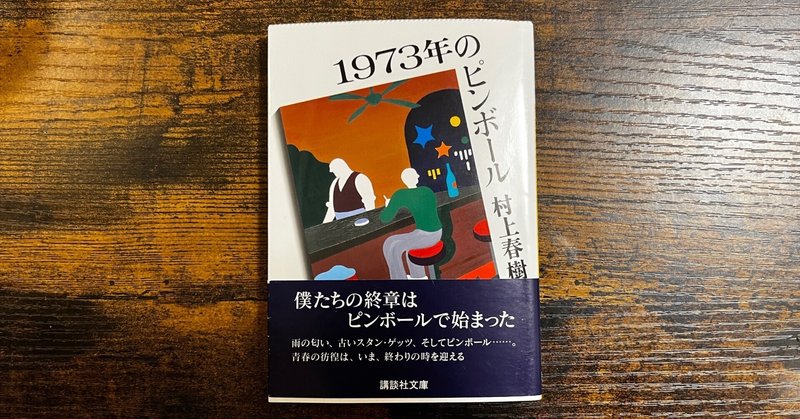 1973年のピンボール
村上春樹
僕たちの終章は
ピンボールで始まった
雨の匂い、古いスタン・ゲッツ、そしてピンボール……。
青春の彷徨は、いま、終わりの時を迎える
講談社文庫